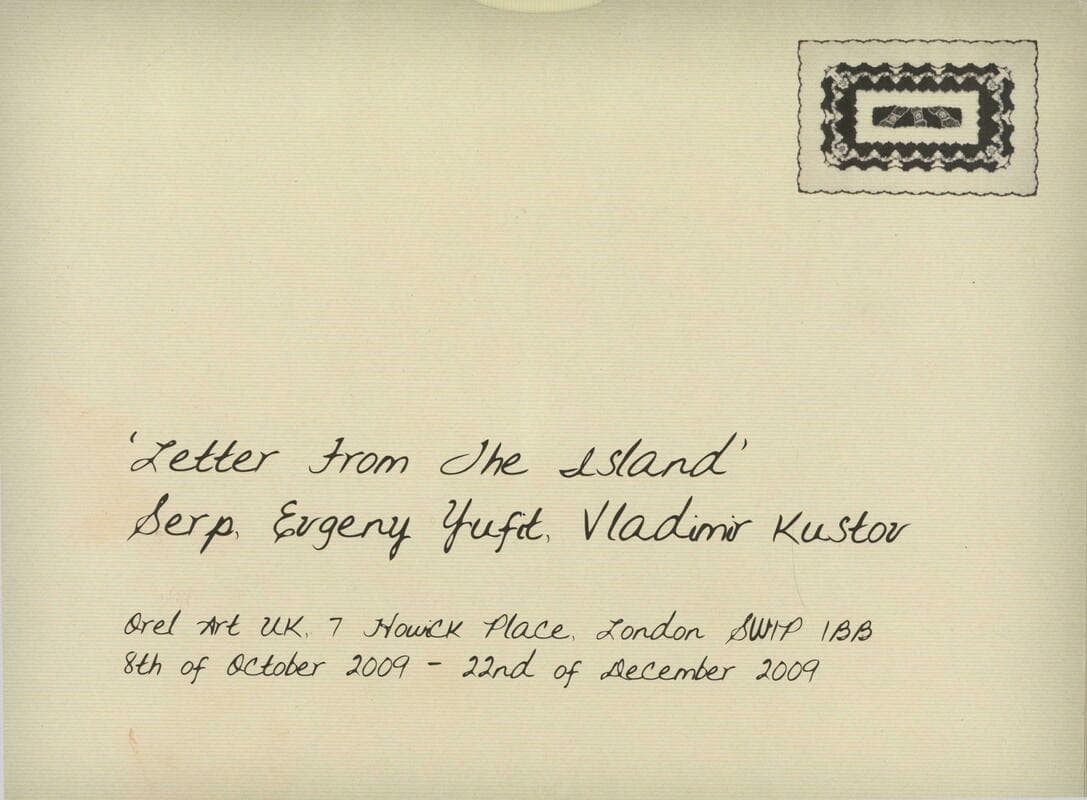 'Letter From The Island'
Serp, Evgeny Yufit, Vladimir Kustov
Orel Art UK, 7 Howick Place, London SW1P 1BB
8th of October 2009 - 22nd of December 2009